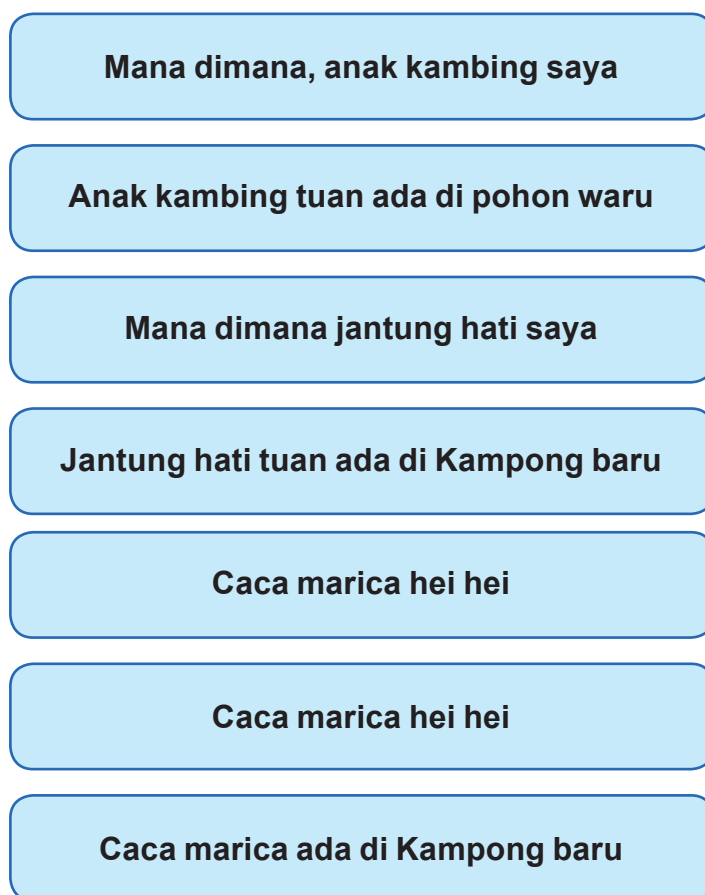 Mana dimana, anak kambing saya
Anak kambing tuan ada di pohon waru
Mana dimana jantung hati saya
Jantung hati tuan ada di Kampong baru
Caca marica hei hei
Caca marica hei hei
Caca marica ada di Kampong baru